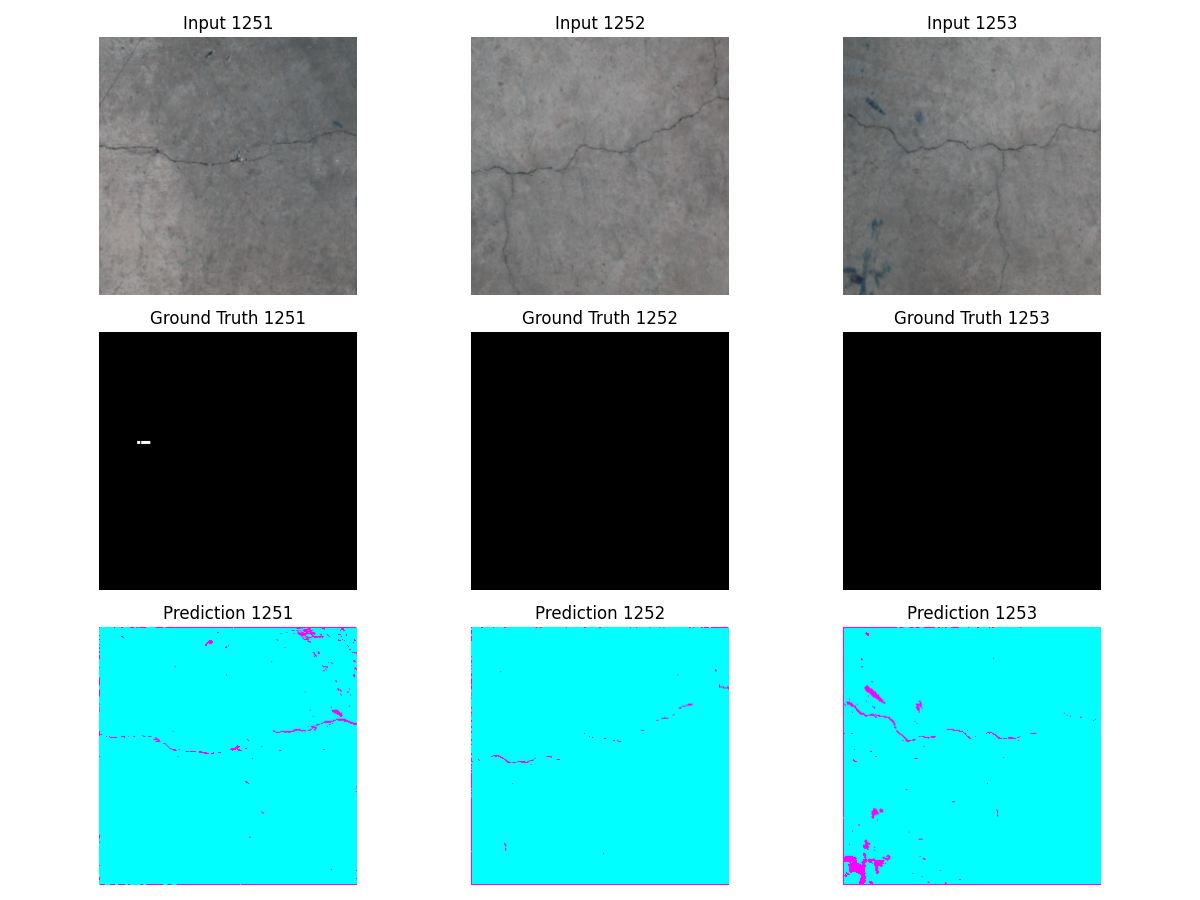 Input 1251
Input 1252
Input 1253
Ground Truth 1251
Ground Truth 1252
Ground Truth 1253
Prediction 1251
Prediction 1252
Prediction 1253